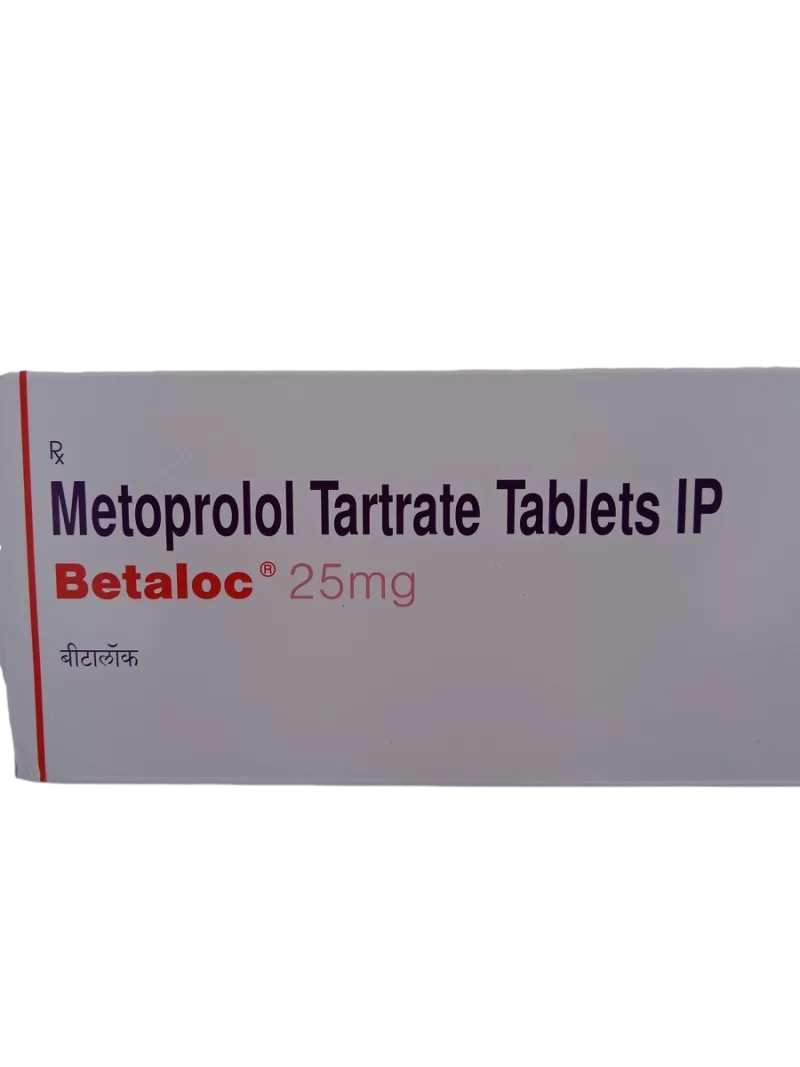 Rx
Metoprolol Tartrate Tablets IP
Betaloc® 25mg
बीटालॉक